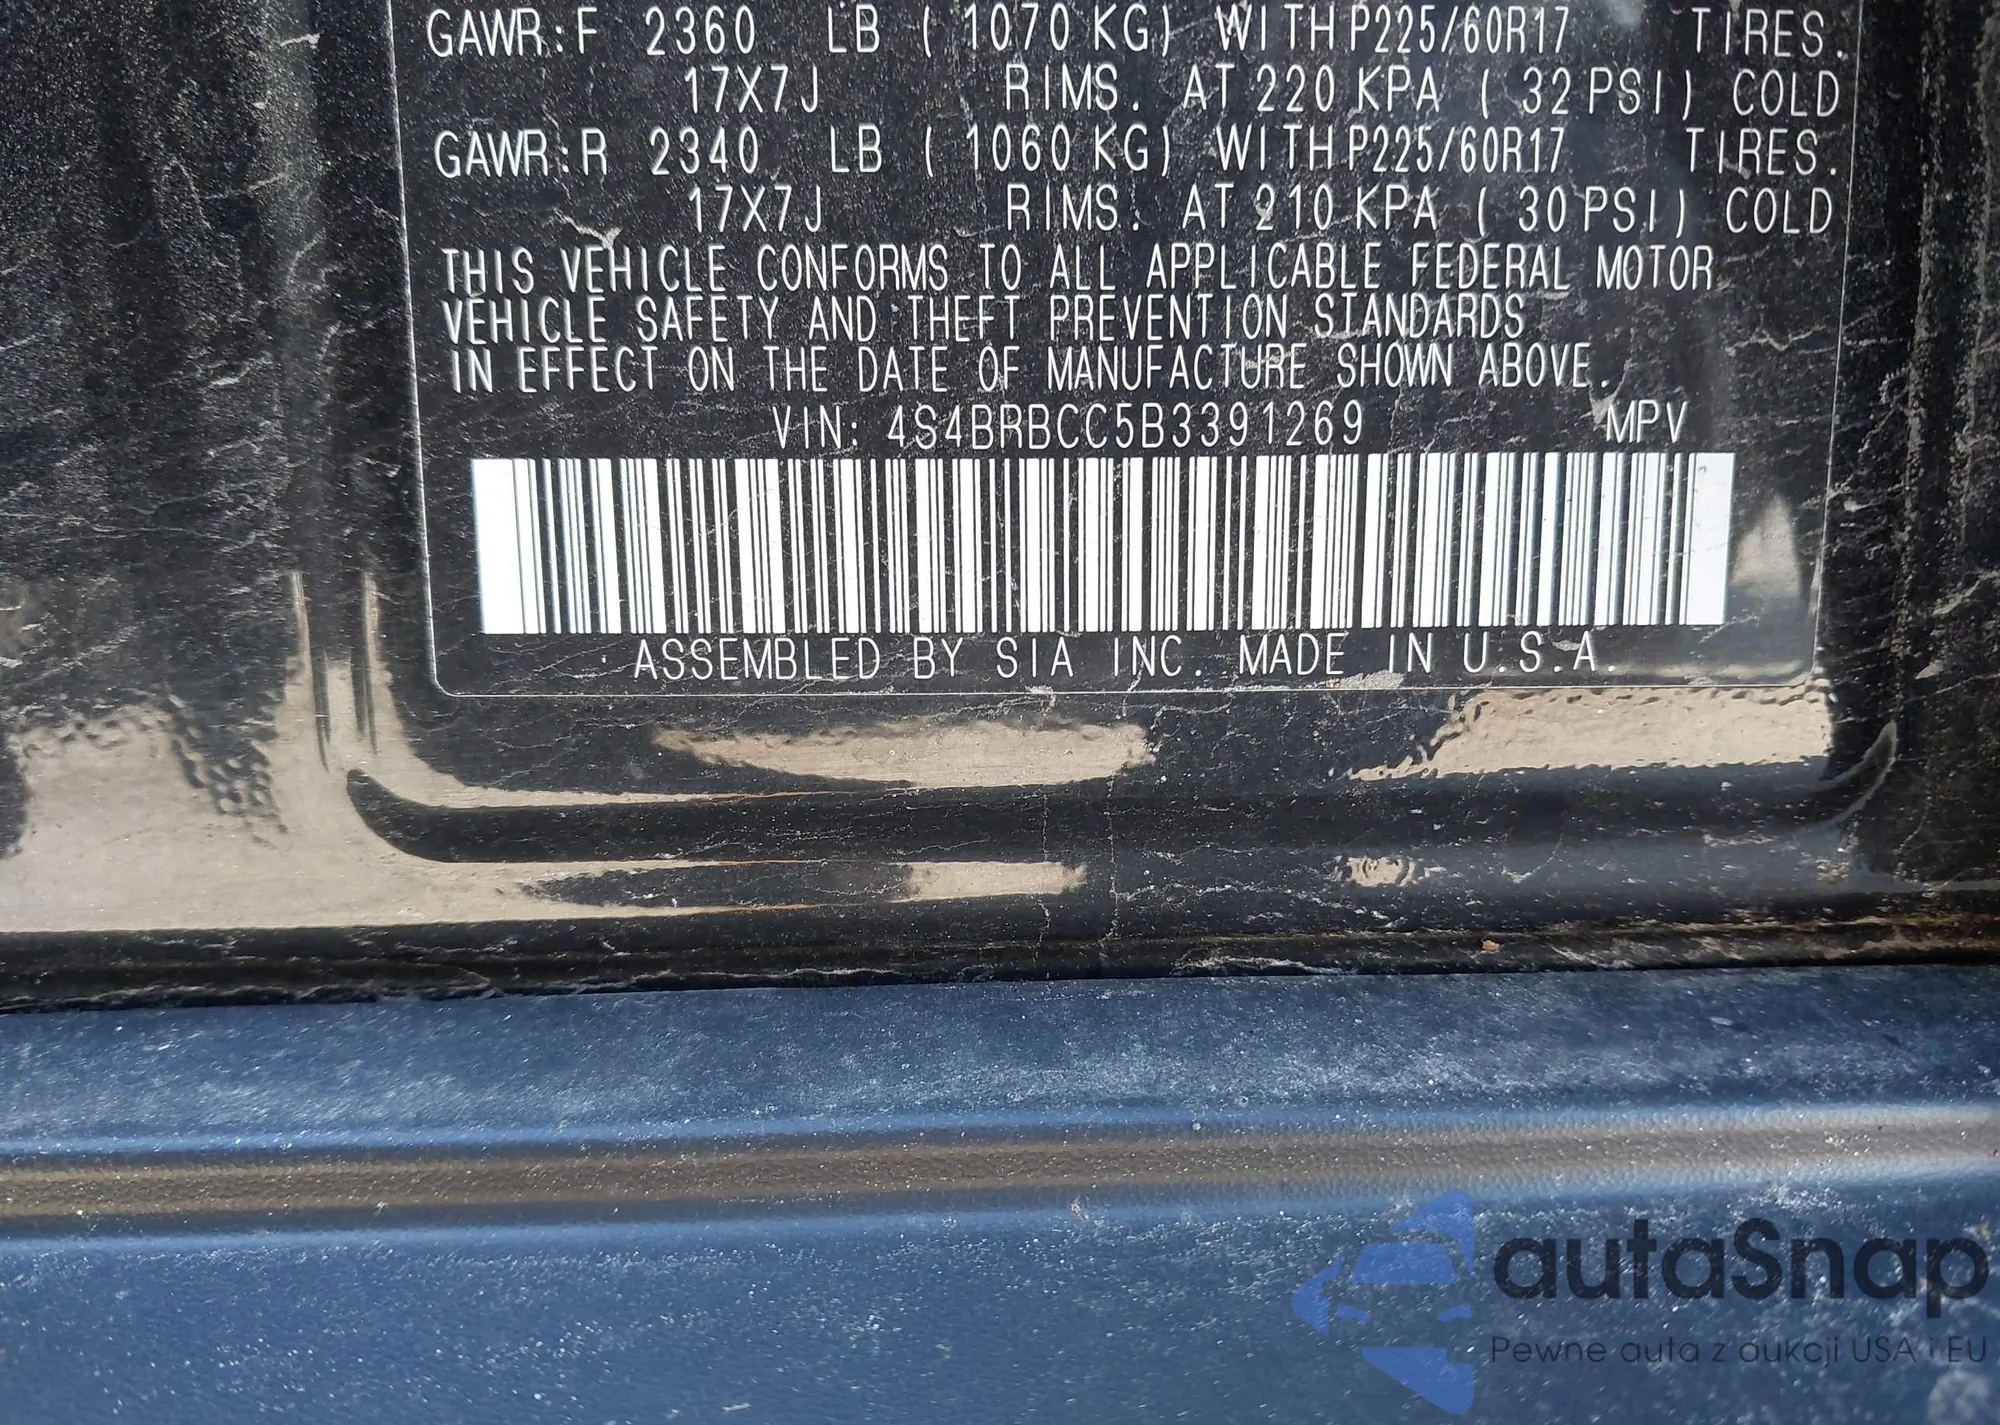 GAWR:F 2360 LB ( 1070 KG) WITH P225/60R17 TIRES.
17X7J RIMS. AT 220 KPA ( 32 PSI) COLD
GAWR:R 2340 LB ( 1060 KG) WITH P225/60R17 TIRES.
17X7J RIMS. AT 210 KPA ( 30 PSI) COLD
THIS VEHICLE CONFORMS TO ALL APPLICABLE FEDERAL MOTOR
VEHICLE SAFETY AND THEFT PREVENTION STANDARDS
IN EFFECT ON THE DATE OF MANUFACTURE SHOWN ABOVE.
VIN: 4S4BRBCC5B3391269 MPV
ASSEMBLED BY SIA INC. MADE IN U.S.A.
autaSnap
Pewne auta z aukcji USA i EU